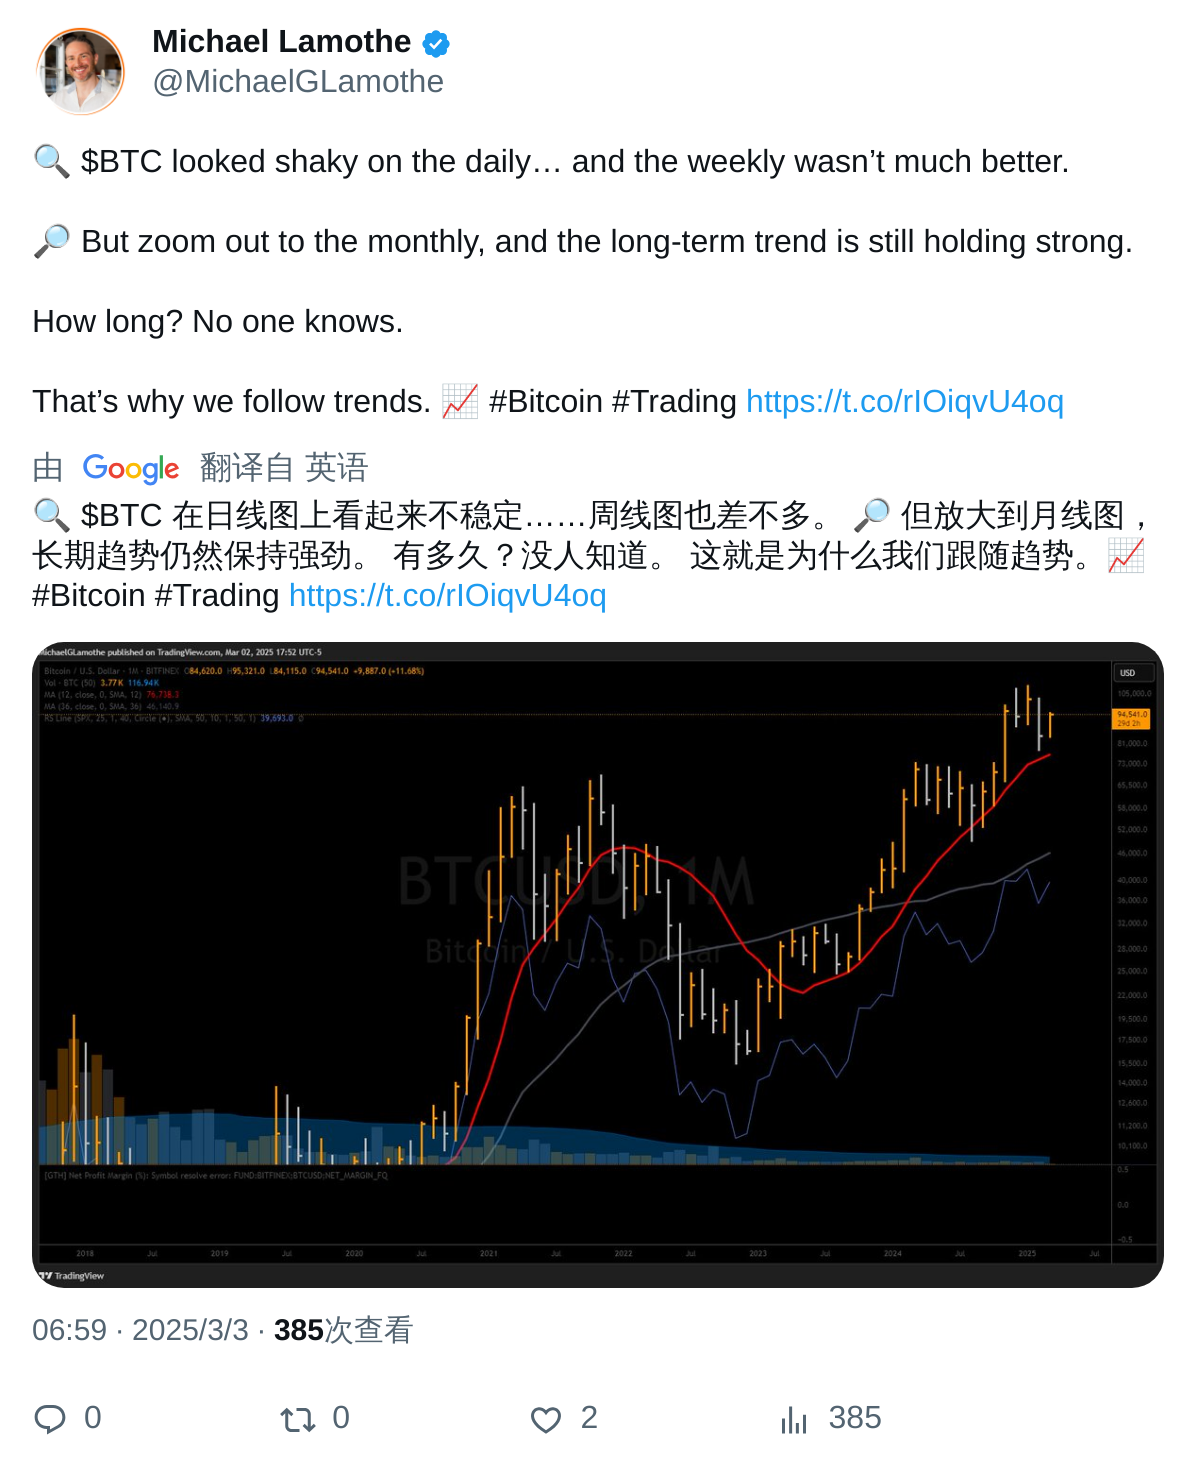 Michael Lamothe
@MichaelGLamothe
🔍 $BTC looked shaky on the daily… and the weekly wasn’t much better.
🔎 But zoom out to the monthly, and the long-term trend is still holding strong.
How long? No one knows.
That’s why we follow trends. 📈 #Bitcoin #Trading https://t.co/rIOiqvU4oq
由 Google 翻译自 英语
🔍 $BTC 在日线图上看起来不稳定……周线图也差不多。 🔎 但放大到月线图，
长期趋势仍然保持强劲。 有多久？没人知道。 这就是为什么我们跟随趋势。📈
#Bitcoin #Trading https://t.co/rIOiqvU4oq
MichaelGLamothe published on TradingView.com, Mar 02, 2025 17:52 UTC-5
Bitcoin / U.S. Dollar · 1M · BITFINEX O84,620.0 H95,321.0 L84,115.0 C94,541.0 +9,887.0 (+11.68%)
Vol · BTC (50) 3.77K 116.94K
MA (12, close, 0, SMA, 12) 76,738.3
MA (36, close, 0, SMA, 36) 46,140.9
RS Line (SPX, 25, 1, 40, Circle (●), SMA, 50, 10, 1, 50, 1) 39,693.0
USD
105,000.0
94,541.0
29d 2h
81,000.0
73,000.0
65,500.0
58,000.0
52,000.0
46,000.0
40,000.0
36,000.0
32,000.0
28,000.0
25,000.0
22,000.0
19,500.0
17,500.0
15,500.0
14,000.0
12,600.0
11,200.0
10,100.0
BTCUSD, 1M
Bitcoin / U.S. Dollar
[GTH] Net Profit Margin (%): Symbol resolve error: FUND:BITFINEX:BTCUSD;NET_MARGIN_FQ
0.5
0.0
−0.5
2018 Jul 2019 Jul 2020 Jul 2021 Jul 2022 Jul 2023 Jul 2024 Jul 2025 Jul
TradingView
06:59 · 2025/3/3 · 385次查看
0 0 2 385